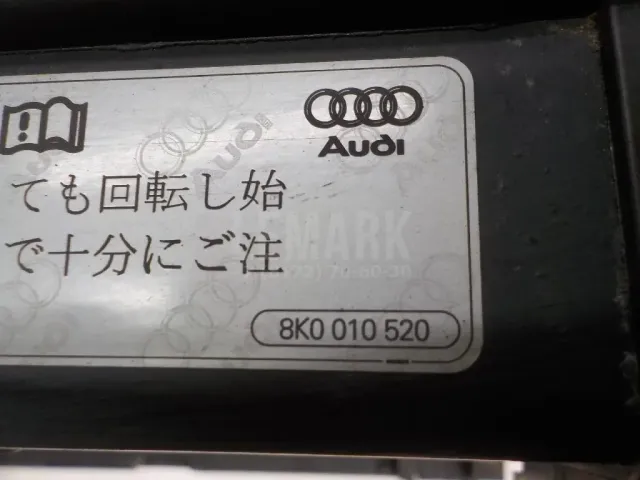 Audi
ても回転し始
で十分にご注
MARK
8K0 010 520